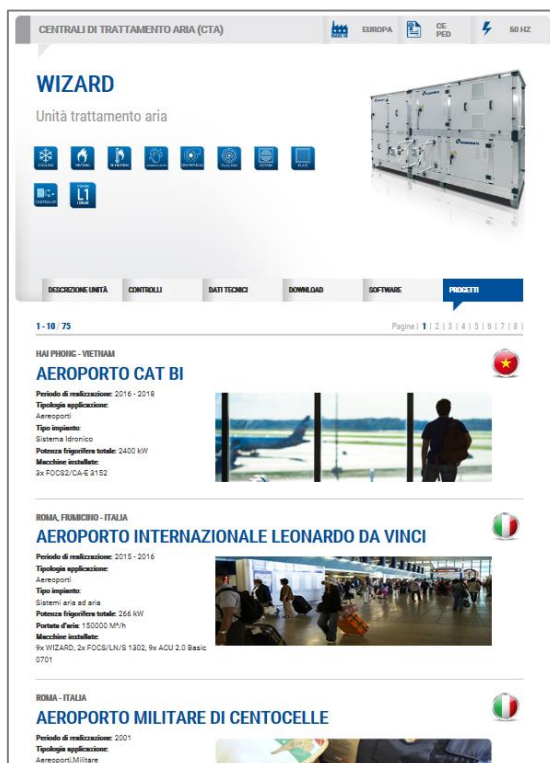 CENTRALI DI TRATTAMENTO ARIA (CTA)
EUROPA
CE
PED
50 HZ
WIZARD
Unità trattamento aria
L1
DESCRIZIONE UNITÀ
CONTROLLI
DATI TECNICI
DOWNLOAD
SOFTWARE
PROGETTI
1 - 10 / 75
Pagine | 1 | 2 | 3 | 4 | 5 | 6 | 7 | 8 |
HAI PHONG - VIETNAM
AEROPORTO CAT BI
Periodo di realizzazione: 2016 - 2018
Tipologia applicazione:
Aereoporti
Tipo impianto:
Sistema Idronico
Potenza frigorifera totale: 2400 kW
Macchine installate:
3x FOCS2/CA-E 3152
ROMA, FIUMICINO - ITALIA
AEROPORTO INTERNAZIONALE LEONARDO DA VINCI
Periodo di realizzazione: 2015 - 2016
Tipologia applicazione:
Aereoporti
Tipo impianto:
Sistemi aria ad aria
Potenza frigorifera totale: 266 kW
Portata d'aria: 150000 M³/h
Macchine installate:
9x WIZARD, 2x FOCS/LN/S 1302, 9x ACU 2.0 Basic
0701
ROMA - ITALIA
AEROPORTO MILITARE DI CENTOCELLE
Periodo di realizzazione: 2001
Tipologia applicazione:
Aereoporti,Militare